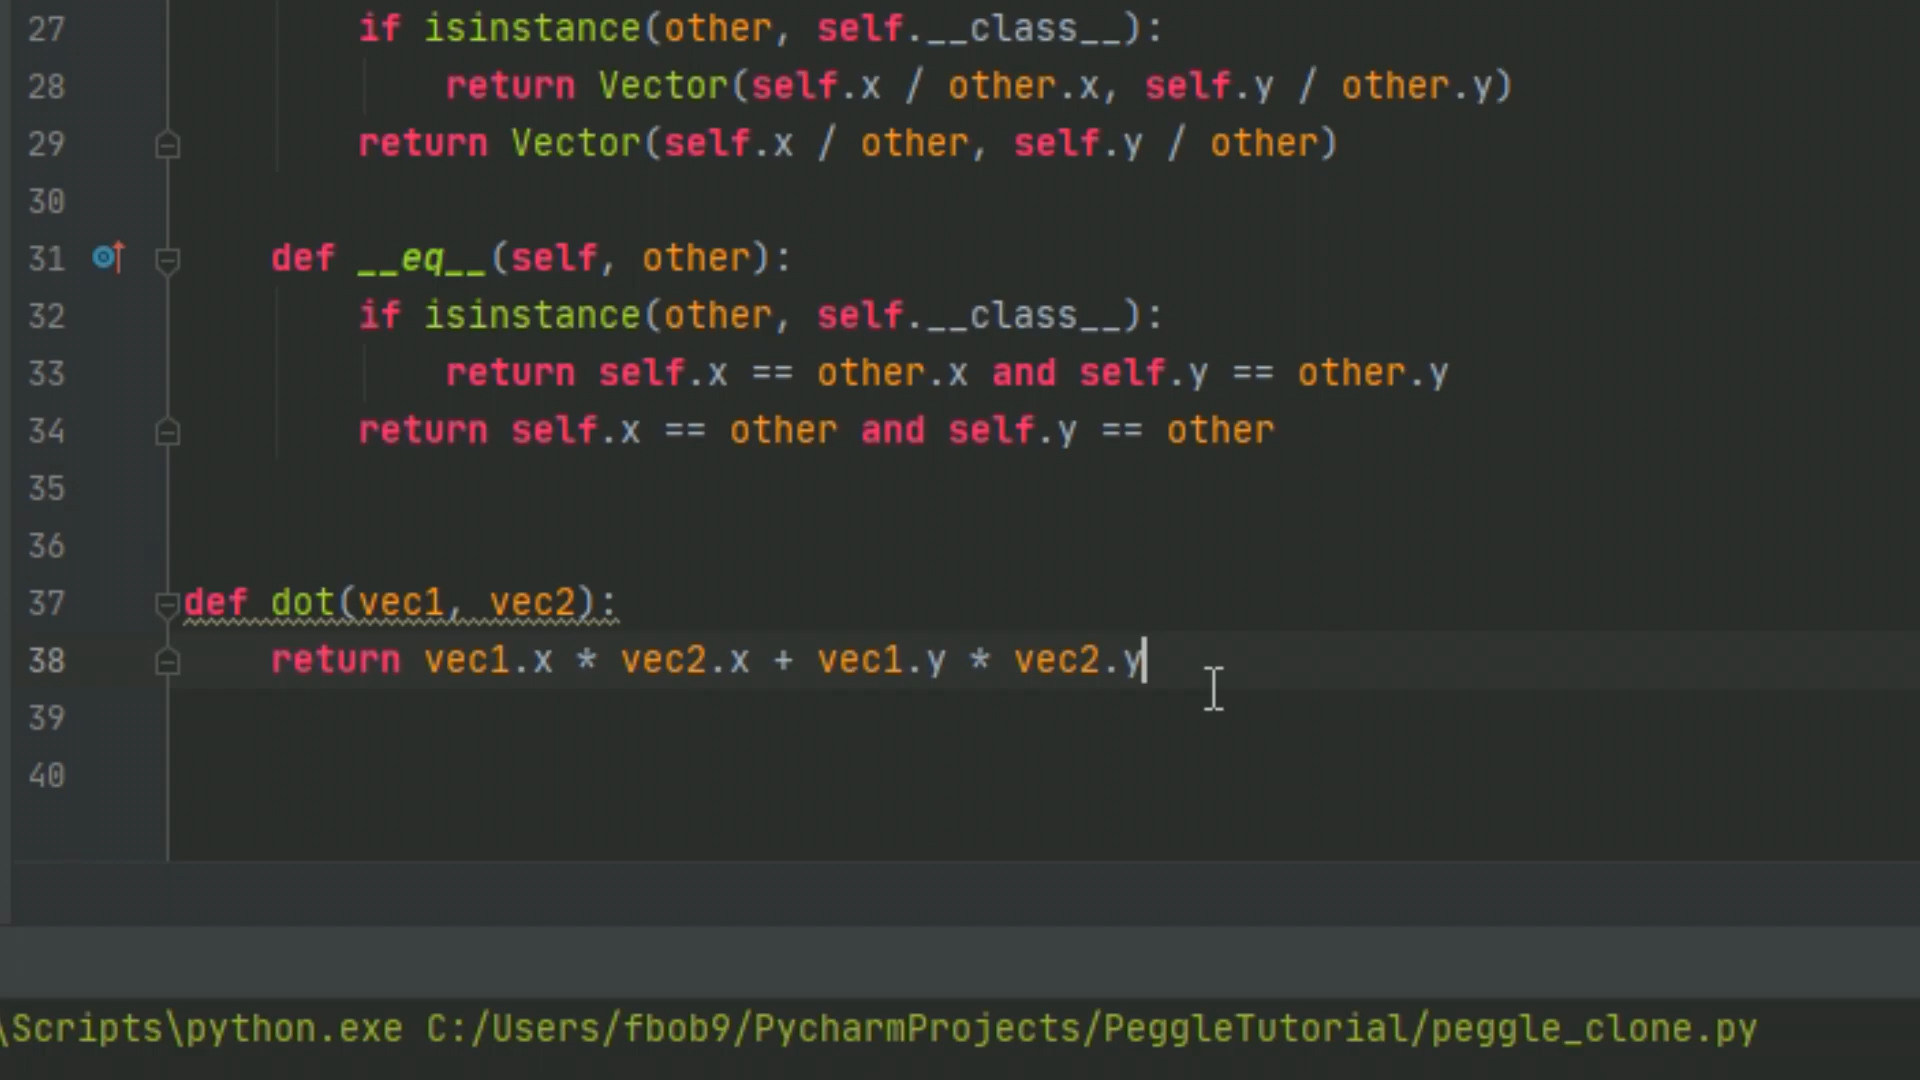 27 if isinstance(other, self.__class__):
28 return Vector(self.x / other.x, self.y / other.y)
29 return Vector(self.x / other, self.y / other)
30
31 def __eq__(self, other):
32 if isinstance(other, self.__class__):
33 return self.x == other.x and self.y == other.y
34 return self.x == other and self.y == other
35
36
37 def dot(vec1, vec2):
38 return vec1.x * vec2.x + vec1.y * vec2.y
39
40
\Scripts\python.exe C:/Users/fbob9/PycharmProjects/PeggleTutorial/peggle_clone.py